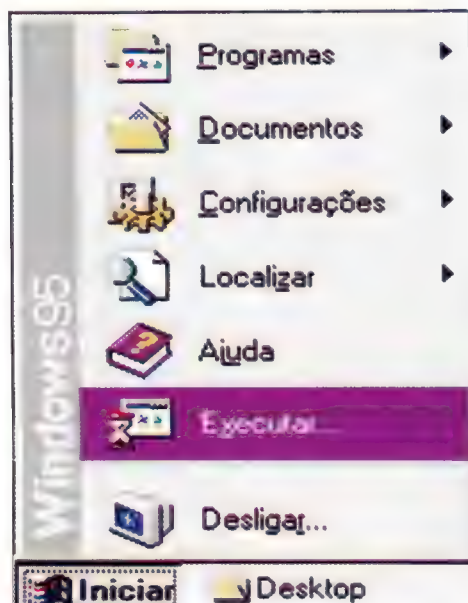 Programas
Documentos
Configurações
Localizar
Ajuda
Executar...
Desligar...
Windows95
Iniciar Desktop